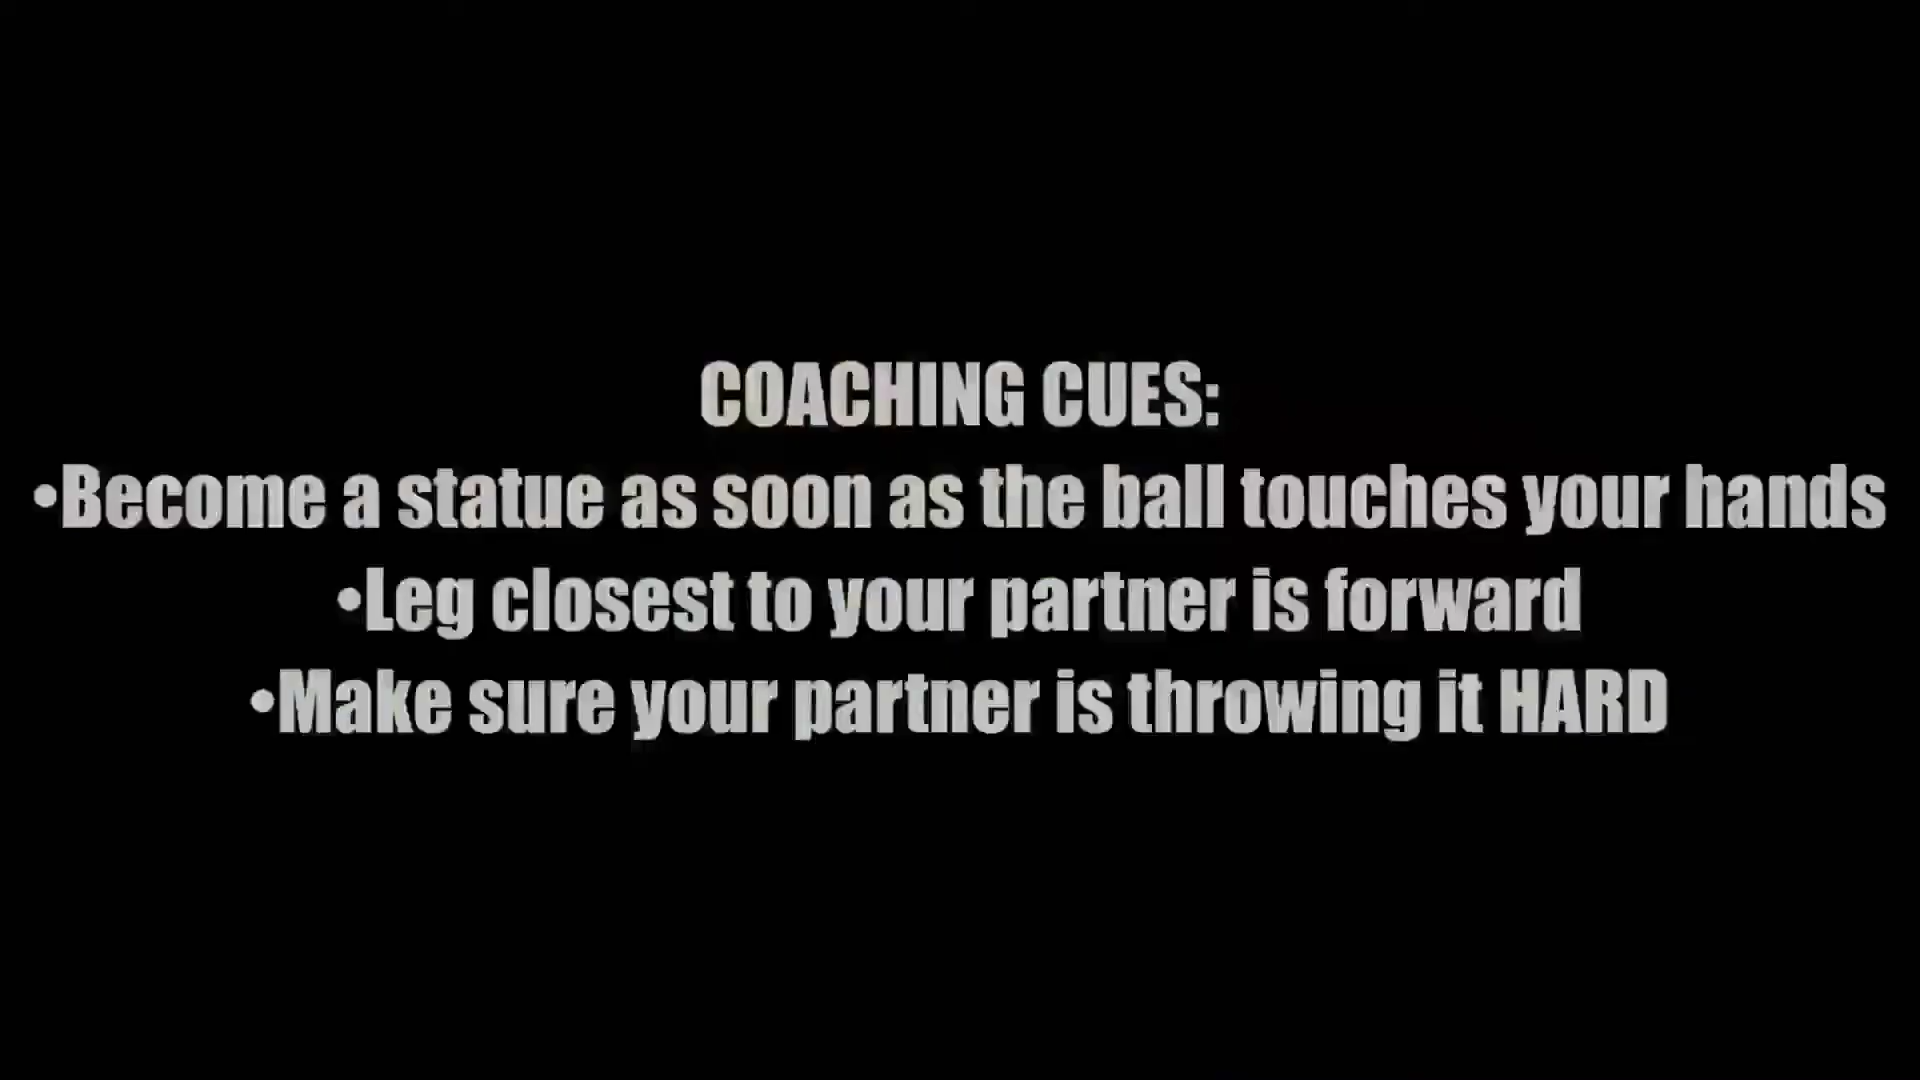 COACHING CUES:
•Become a statue as soon as the ball touches your hands
•Leg closest to your partner is forward
•Make sure your partner is throwing it HARD